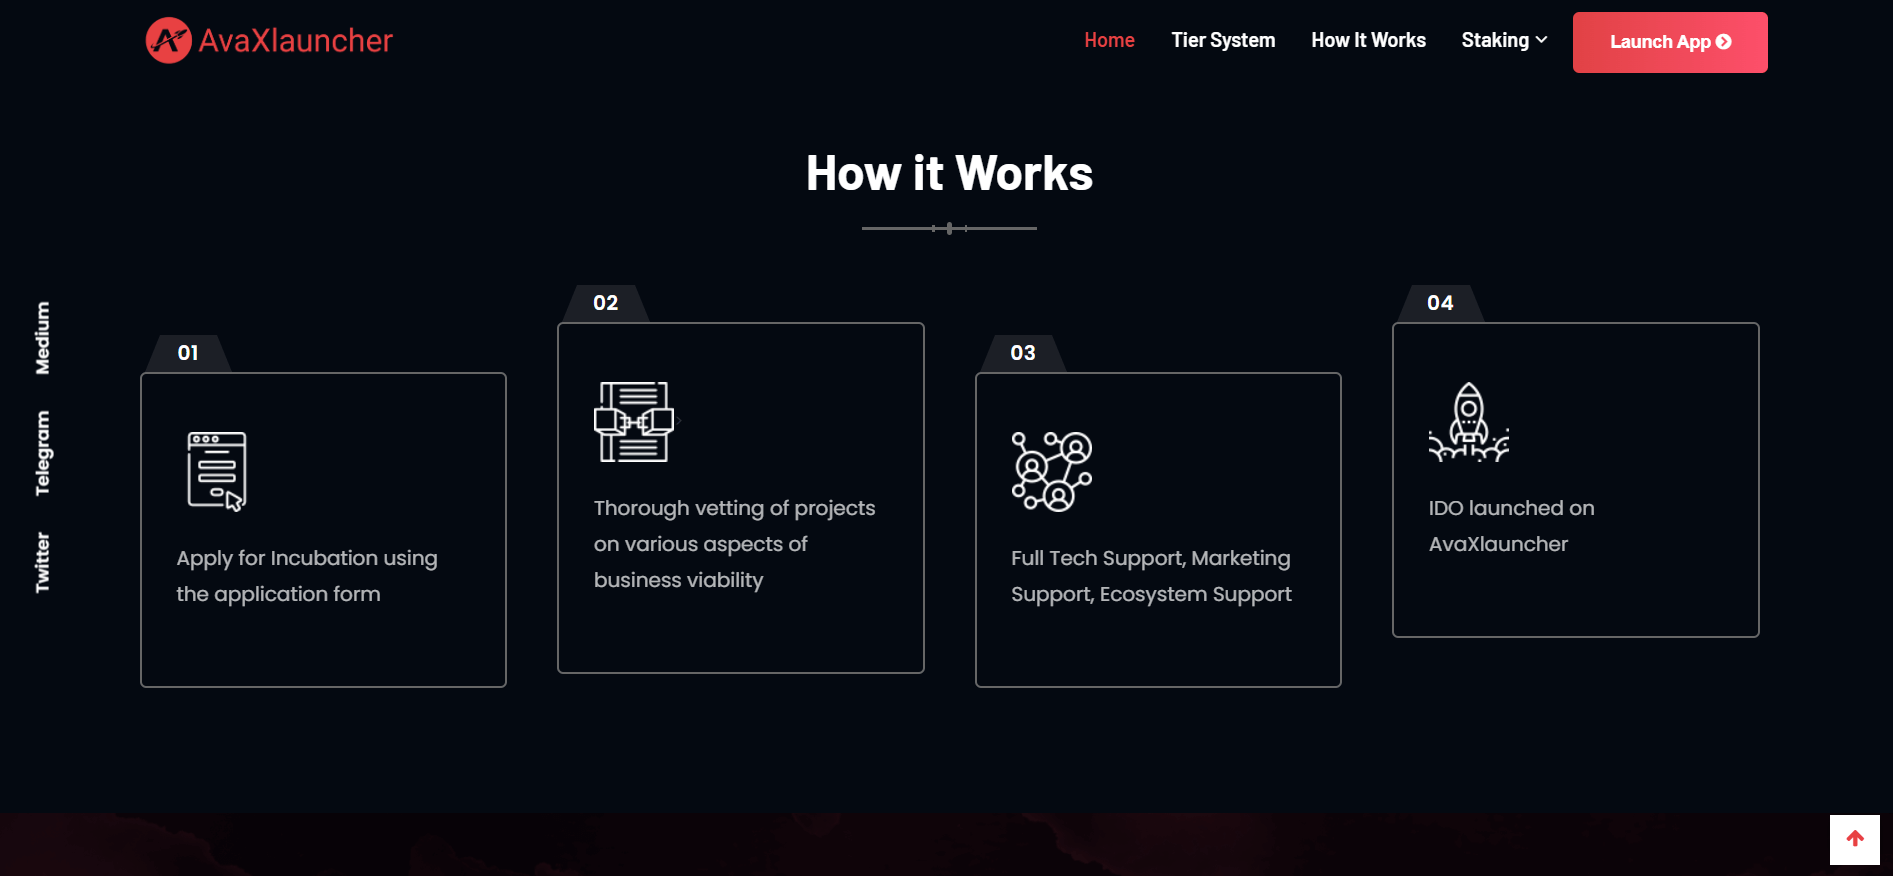 AvaXlauncher
Home
Tier System
How It Works
Staking
Launch App
How it Works
Medium
Telegram
Twitter
01
Apply for Incubation using
the application form
02
Thorough vetting of projects
on various aspects of
business viability
03
Full Tech Support, Marketing
Support, Ecosystem Support
04
IDO launched on
AvaXlauncher